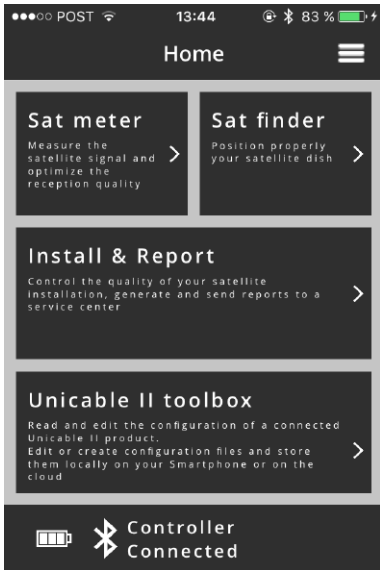 POST 13:44 83 %
Home
Sat meter
Measure the
satellite signal and
optimize the
reception quality
Sat finder
Position properly
your satellite dish
Install & Report
Control the quality of your satellite
installation, generate and send reports to a
service center
Unicable II toolbox
Read and edit the configuration of a connected
Unicable II product.
Edit or create configuration files and store
them locally on your Smartphone or on the
cloud
Controller
Connected